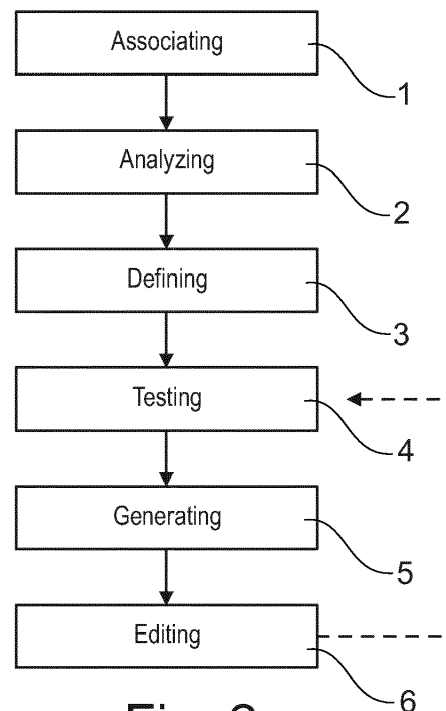 Associating
1
Analyzing
2
Defining
3
Testing
4
Generating
5
Editing
6